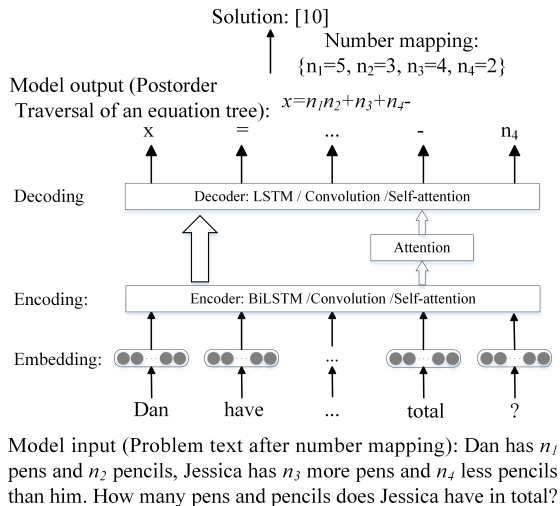 Solution: [10]
Number mapping:
{n₁=5, n₂=3, n₃=4, n₄=2}
Model output (Postorder
Traversal of an equation tree): x=n₁n₂+n₃+n₄-
x = ... - n₄
Decoding Decoder: LSTM / Convolution /Self-attention
Attention
Encoding: Encoder: BiLSTM /Convolution /Self-attention
Embedding: ... ... ... ... ...
Dan have ... total ?
Model input (Problem text after number mapping): Dan has n₁
pens and n₂ pencils, Jessica has n₃ more pens and n₄ less pencils
than him. How many pens and pencils does Jessica have in total?